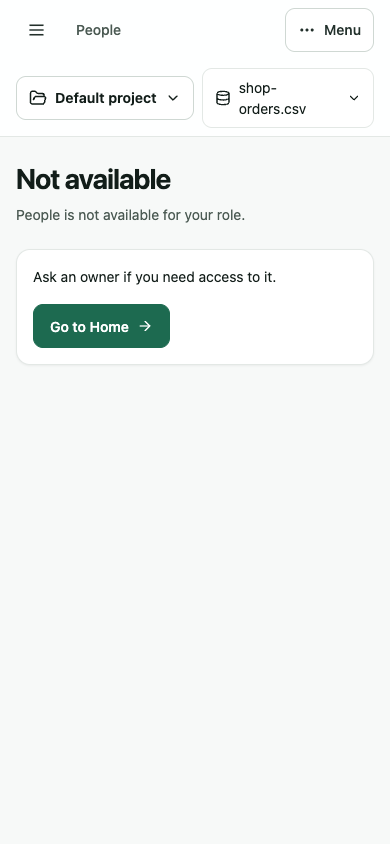 People
Menu
Default project
shop-
orders.csv
Not available
People is not available for your role.
Ask an owner if you need access to it.
Go to Home